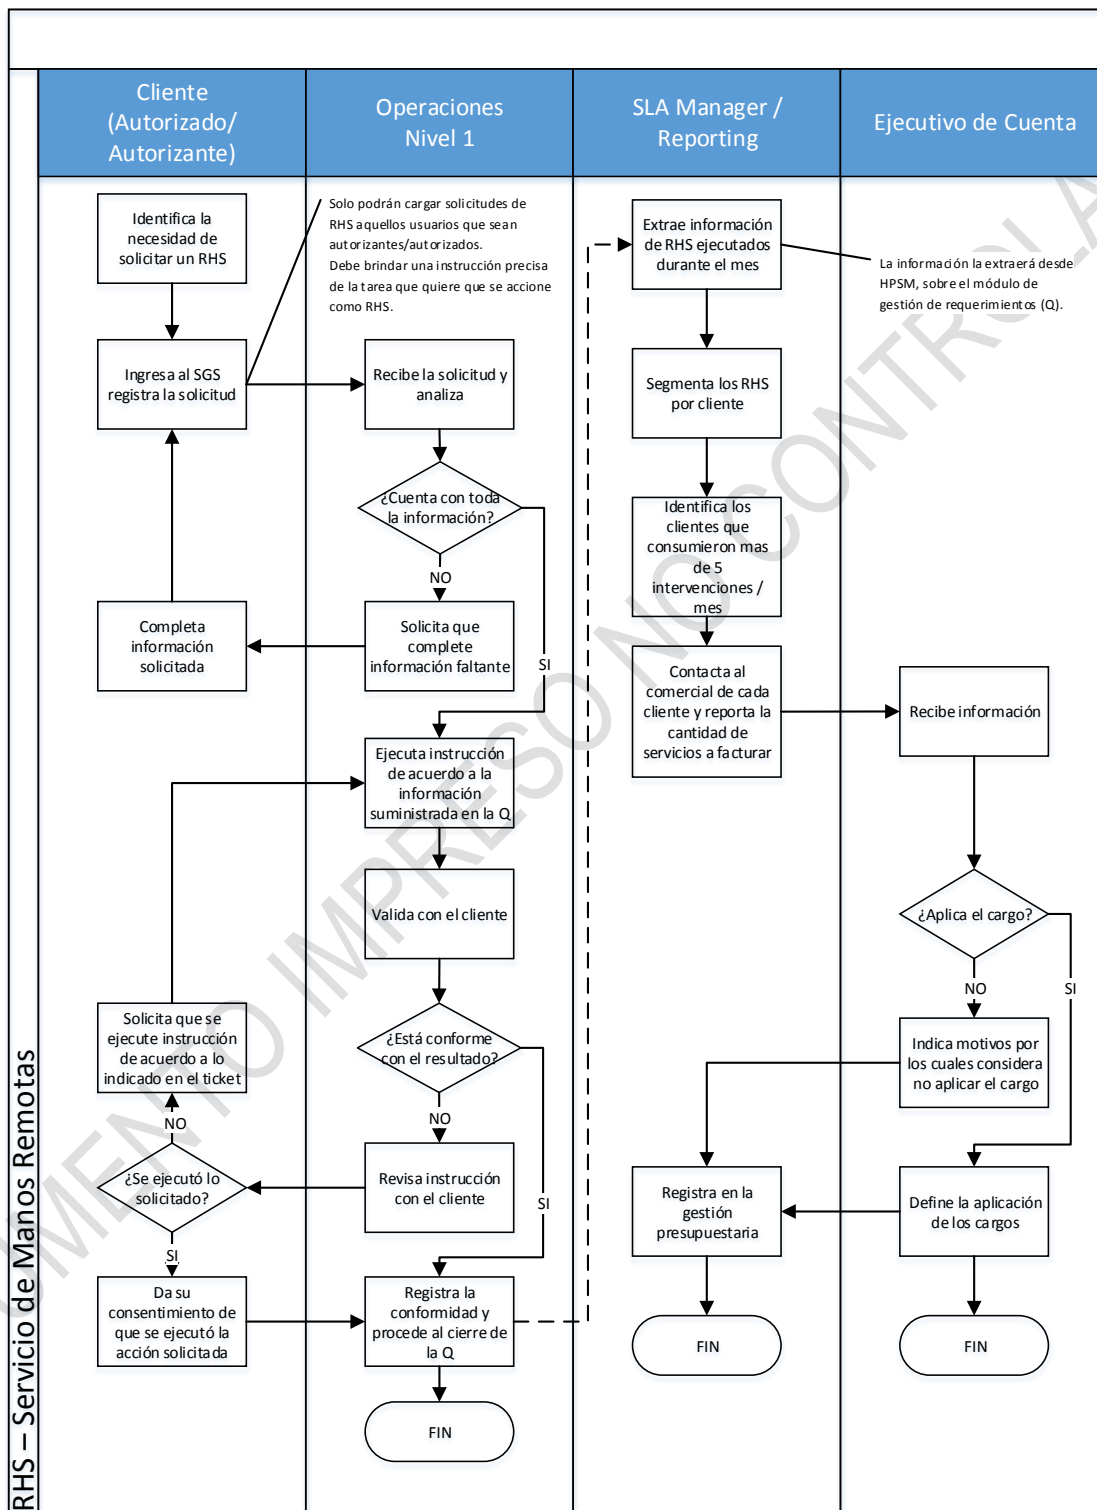 Cliente
(Autorizado/
Autorizante)
Operaciones
Nivel 1
SLA Manager /
Reporting
Ejecutivo de Cuenta
RHS – Servicio de Manos Remotas
Identifica la
necesidad de
solicitar un RHS
Solo podrán cargar solicitudes de
RHS aquellos usuarios que sean
autorizantes/autorizados.
Debe brindar una instrucción precisa
de la tarea que quiere que se accione
como RHS.
Extrae información
de RHS ejecutados
durante el mes
La información la extraerá desde
HPSM, sobre el módulo de
gestión de requerimientos (Q).
Ingresa al SGS
registra la solicitud
Recibe la solicitud y
analiza
Segmenta los RHS
por cliente
¿Cuenta con toda
la información?
NO
SI
Identifica los
clientes que
consumieron mas
de 5
intervenciones /
mes
Completa
información
solicitada
Solicita que
complete
información faltante
Contacta al
comercial de cada
cliente y reporta la
cantidad de
servicios a facturar
Recibe información
Ejecuta instrucción
de acuerdo a la
información
suministrada en la Q
Valida con el cliente
¿Aplica el cargo?
NO
SI
Solicita que se
ejecute instrucción
de acuerdo a lo
indicado en el ticket
¿Está conforme
con el resultado?
NO
SI
Indica motivos por
los cuales considera
no aplicar el cargo
NO
¿Se ejecutó lo
solicitado?
SI
Revisa instrucción
con el cliente
Registra en la
gestión
presupuestaria
Define la aplicación
de los cargos
Da su
consentimiento de
que se ejecutó la
acción solicitada
Registra la
conformidad y
procede al cierre de
la Q
FIN
FIN
FIN
UMENTO IMPRESO NO CONTROLA